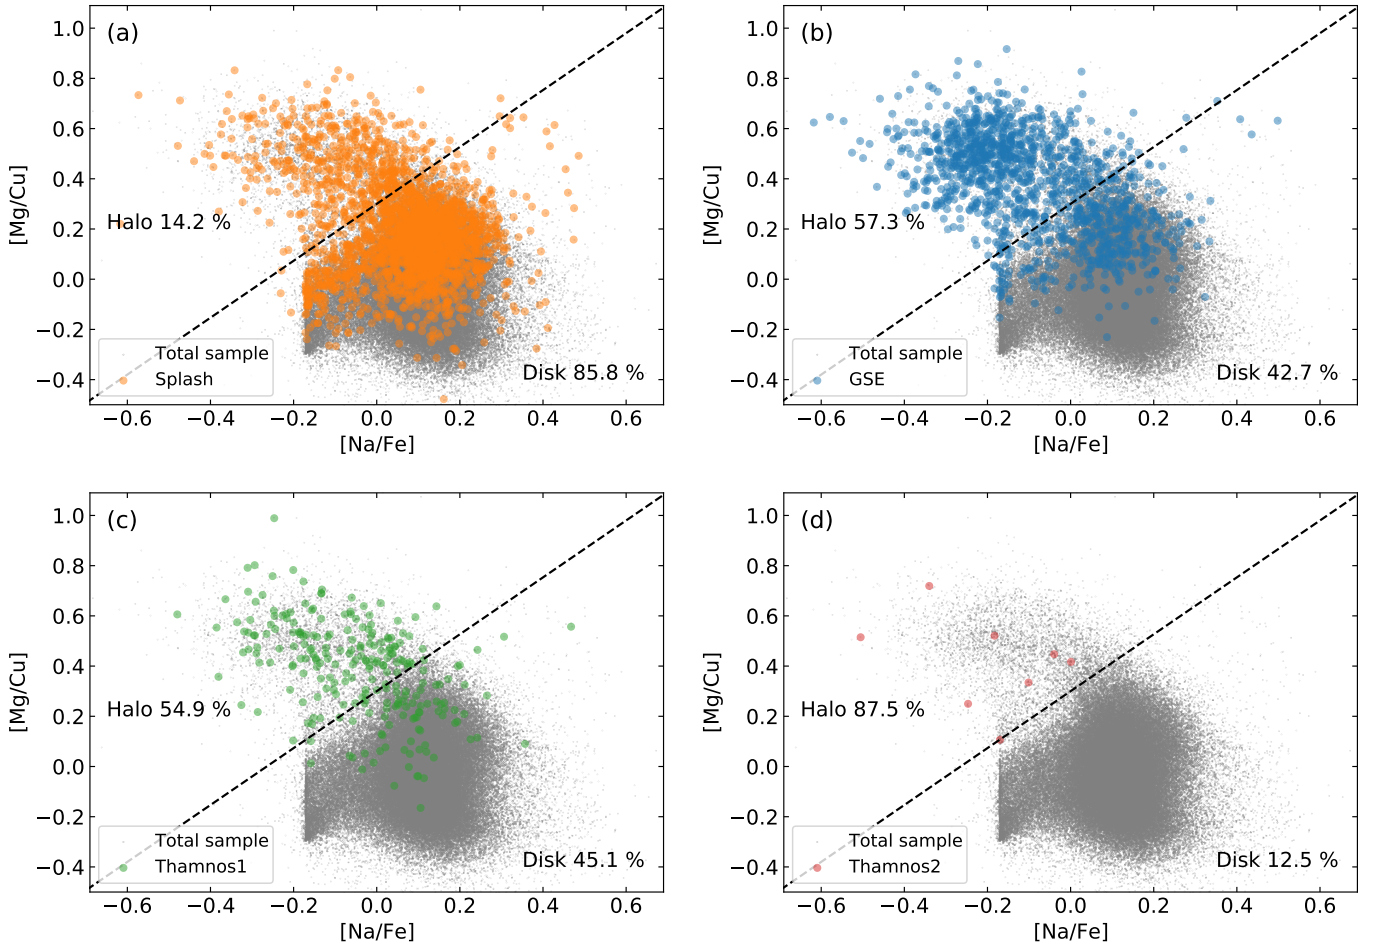 (a)
[Mg/Cu]
1.0
0.8
0.6
0.4
0.2
0.0
−0.2
−0.4
Halo 14.2 %
Disk 85.8 %
Total sample
Splash
−0.6 −0.4 −0.2 0.0 0.2 0.4 0.6
[Na/Fe]
(b)
[Mg/Cu]
1.0
0.8
0.6
0.4
0.2
0.0
−0.2
−0.4
Halo 57.3 %
Disk 42.7 %
Total sample
GSE
−0.6 −0.4 −0.2 0.0 0.2 0.4 0.6
[Na/Fe]
(c)
[Mg/Cu]
1.0
0.8
0.6
0.4
0.2
0.0
−0.2
−0.4
Halo 54.9 %
Disk 45.1 %
Total sample
Thamnos1
−0.6 −0.4 −0.2 0.0 0.2 0.4 0.6
[Na/Fe]
(d)
[Mg/Cu]
1.0
0.8
0.6
0.4
0.2
0.0
−0.2
−0.4
Halo 87.5 %
Disk 12.5 %
Total sample
Thamnos2
−0.6 −0.4 −0.2 0.0 0.2 0.4 0.6
[Na/Fe]